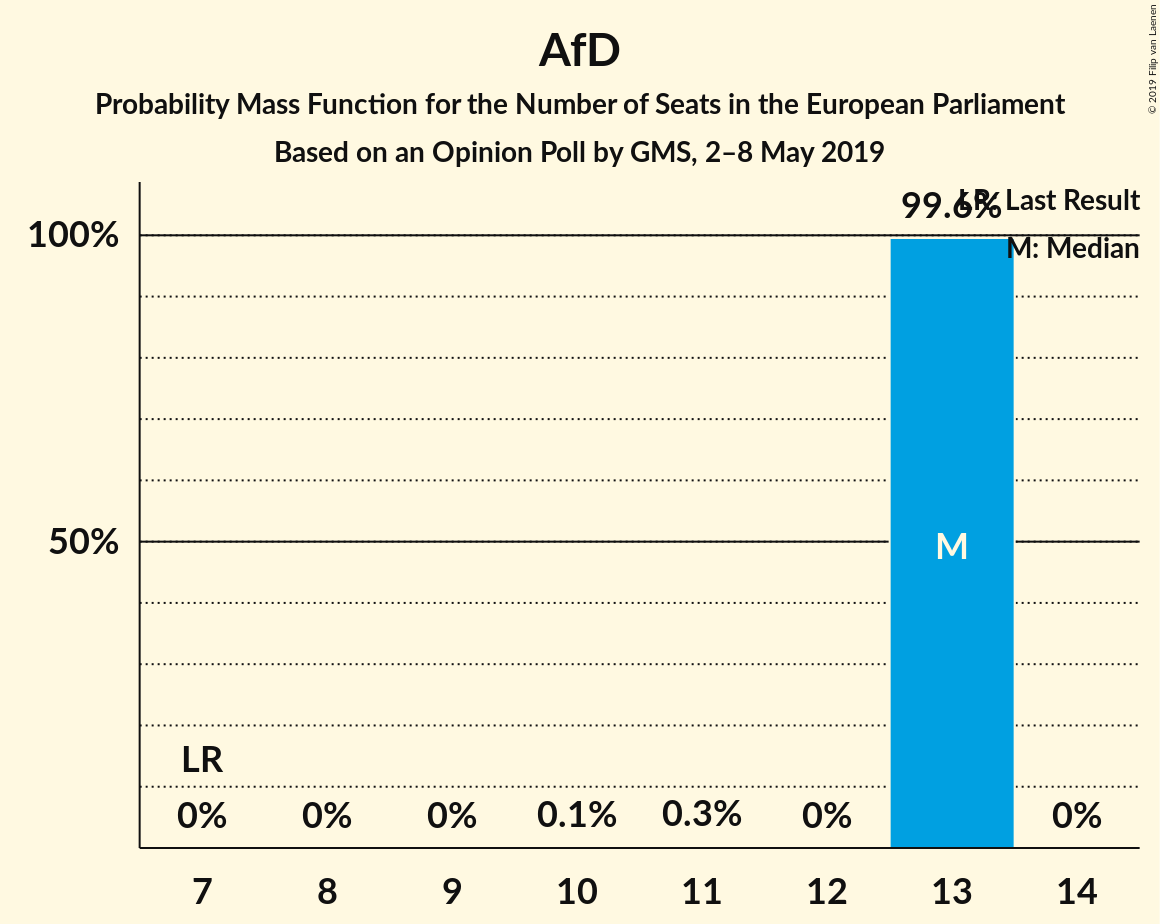 AfD
Probability Mass Function for the Number of Seats in the European Parliament
Based on an Opinion Poll by GMS, 2–8 May 2019
© 2019 Filip van Laenen
99.6%
LR: Last Result
M: Median
100%
50%
M
LR
0% 0% 0% 0.1% 0.3% 0% 0%
7 8 9 10 11 12 13 14